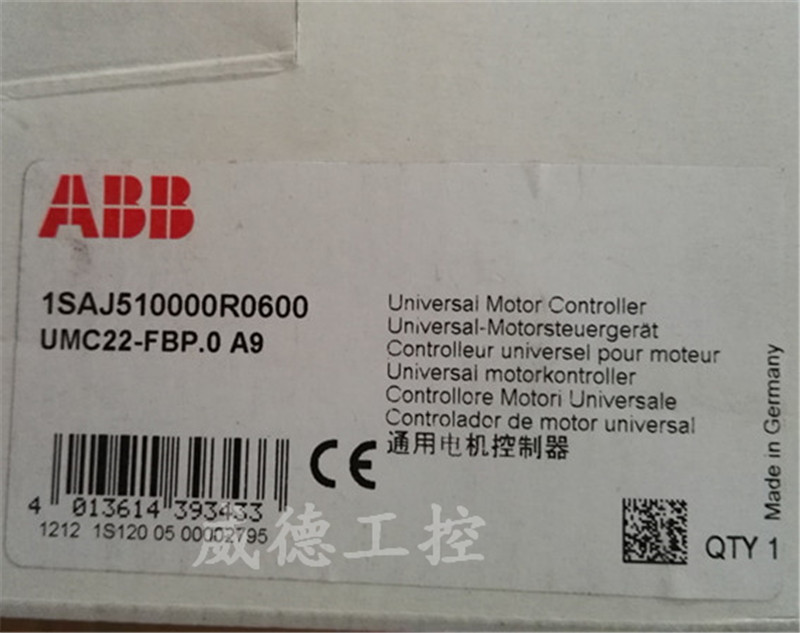 ABB
1SAJ510000R0600
UMC22-FBP.0 A9
Universal Motor Controller
Universal-Motorsteuergerät
Controlleur universel pour moteur
Universal motorkontroller
Controllore Motori Universale
Controlador de motor universal
通用电机控制器
CE
4 013614 393433
1212 1S120 05 00002795
威德工控
QTY 1
Made in Germany